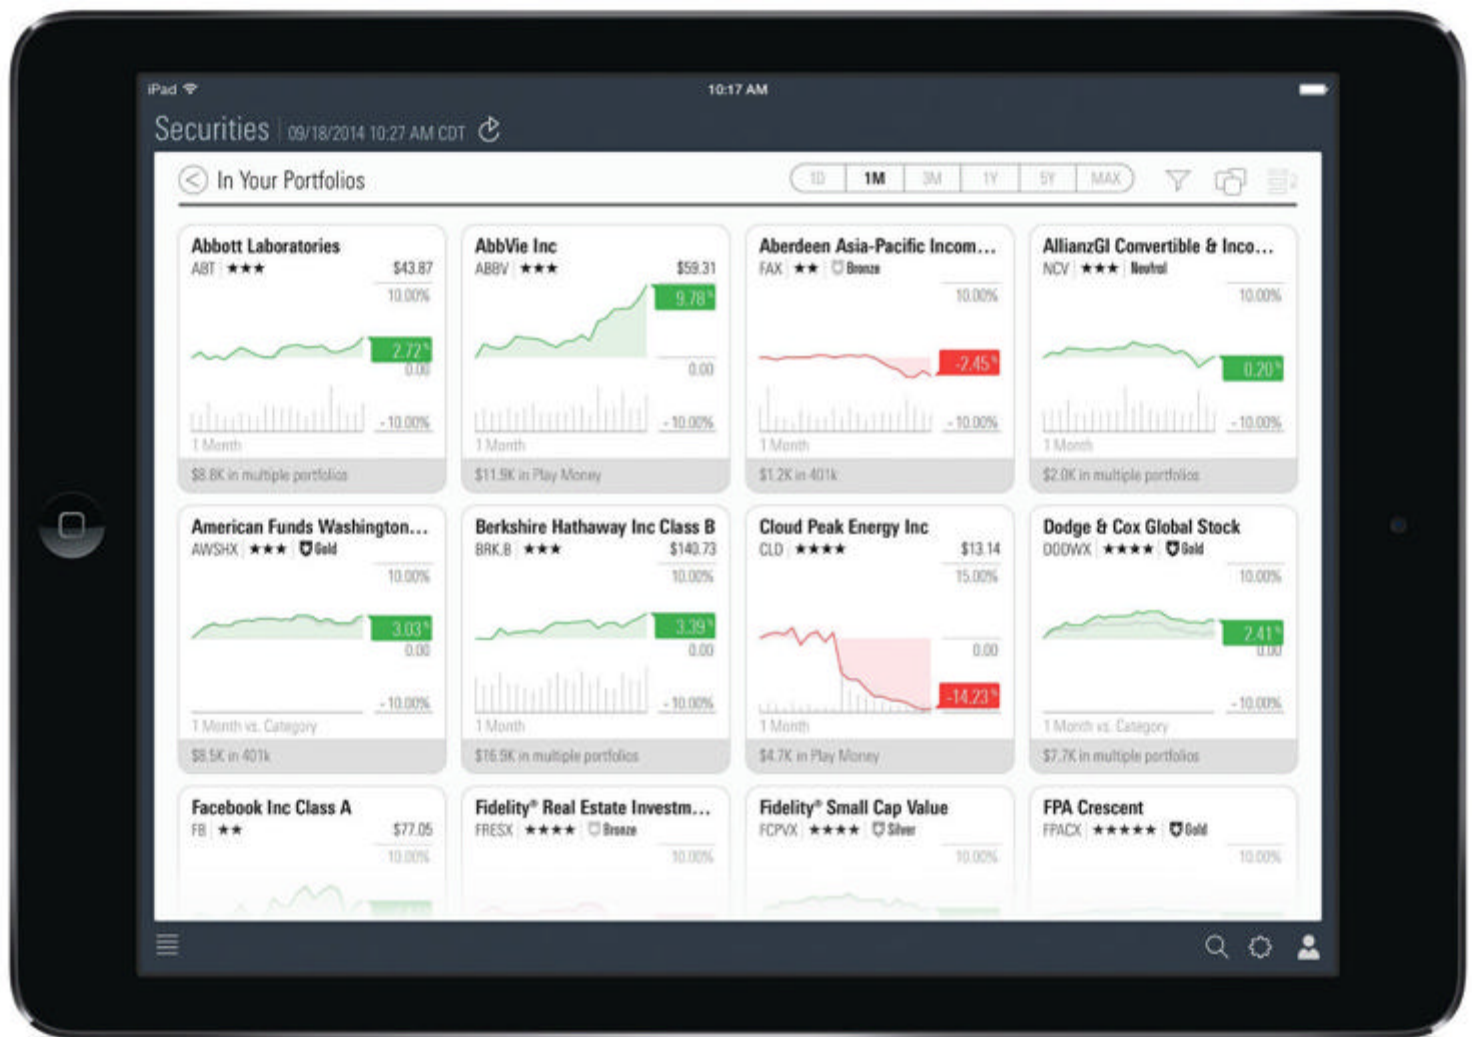 iPad 10:17 AM
Securities 09/18/2014 10:27 AM CDT
In Your Portfolios 1D 1M 3M 1Y 5Y MAX
Abbott Laboratories
ABT ★★★ $43.87
10.00%
2.72%
0.00
-10.00%
1 Month
$8.8K in multiple portfolios
AbbVie Inc
ABBV ★★★ $59.31
9.78%
0.00
-10.00%
1 Month
$11.9K in Play Money
Aberdeen Asia-Pacific Incom...
FAX ★★ Bronze
10.00%
-2.45%
-10.00%
1 Month
$1.2K in 401k
AllianzGI Convertible & Inco...
NCV ★★★ Neutral
10.00%
0.20%
-10.00%
1 Month
$2.0K in multiple portfolios
American Funds Washington...
AWSHX ★★★ Gold
10.00%
3.03%
0.00
-10.00%
1 Month vs. Category
$8.5K in 401k
Berkshire Hathaway Inc Class B
BRK.B ★★★ $140.73
10.00%
3.39%
0.00
-10.00%
1 Month
$16.9K in multiple portfolios
Cloud Peak Energy Inc
CLD ★★★★ $13.14
15.00%
0.00
-14.23%
1 Month
$4.7K in Play Money
Dodge & Cox Global Stock
DODWX ★★★★ Gold
10.00%
2.41%
0.00
-10.00%
1 Month vs. Category
$7.7K in multiple portfolios
Facebook Inc Class A
FB ★★ $77.05
10.00%
Fidelity® Real Estate Investm...
FRESX ★★★★ Bronze
10.00%
Fidelity® Small Cap Value
FCPVX ★★★★ Silver
10.00%
FPA Crescent
FPACX ★★★★★ Gold
10.00%